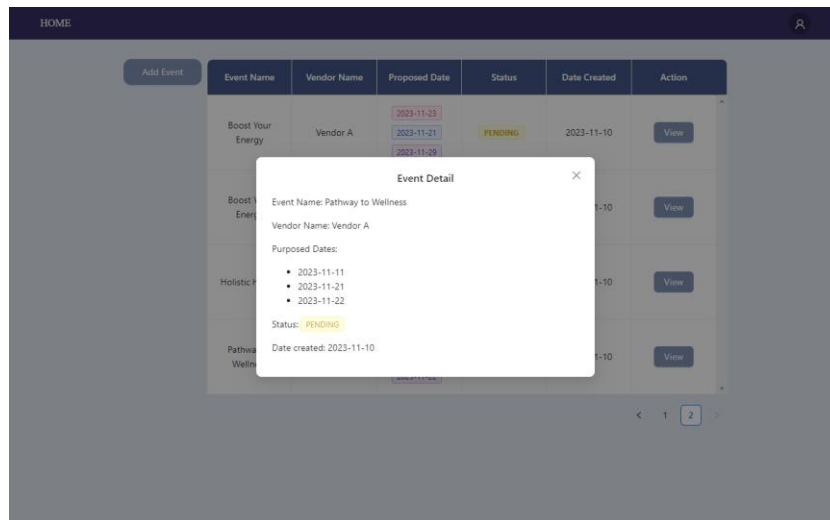 HOME
Add Event
Event Name Vendor Name Proposed Date Status Date Created Action
2023-11-23
Boost Your
Energy
Vendor A
2023-11-21
PENDING
2023-11-10
View
2023-11-29
Event Detail
Event Name: Pathway to Wellness
Vendor Name: Vendor A
Purposed Dates:
2023-11-11
2023-11-21
2023-11-22
Status: PENDING
Date created: 2023-11-10
Boost
View
Holistic
View
View
1 2